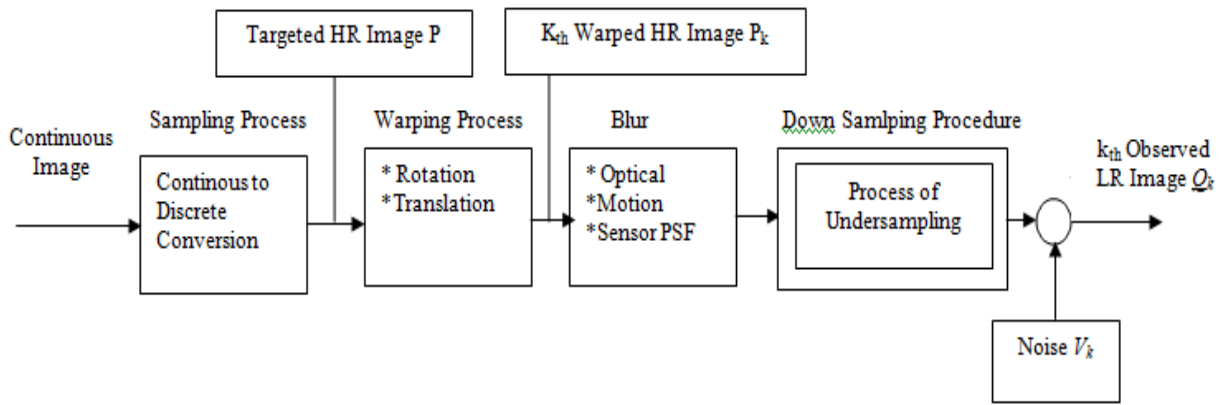 Targeted HR Image P
Kth Warped HR Image Pk
Sampling Process
Warping Process
Blur
Down Samlping Procedure
Continuous
Image
kth Observed
LR Image Qk
Continous to
Discrete
Conversion
* Rotation
*Translation
* Optical
*Motion
*Sensor PSF
Process of
Undersampling
Noise Vk